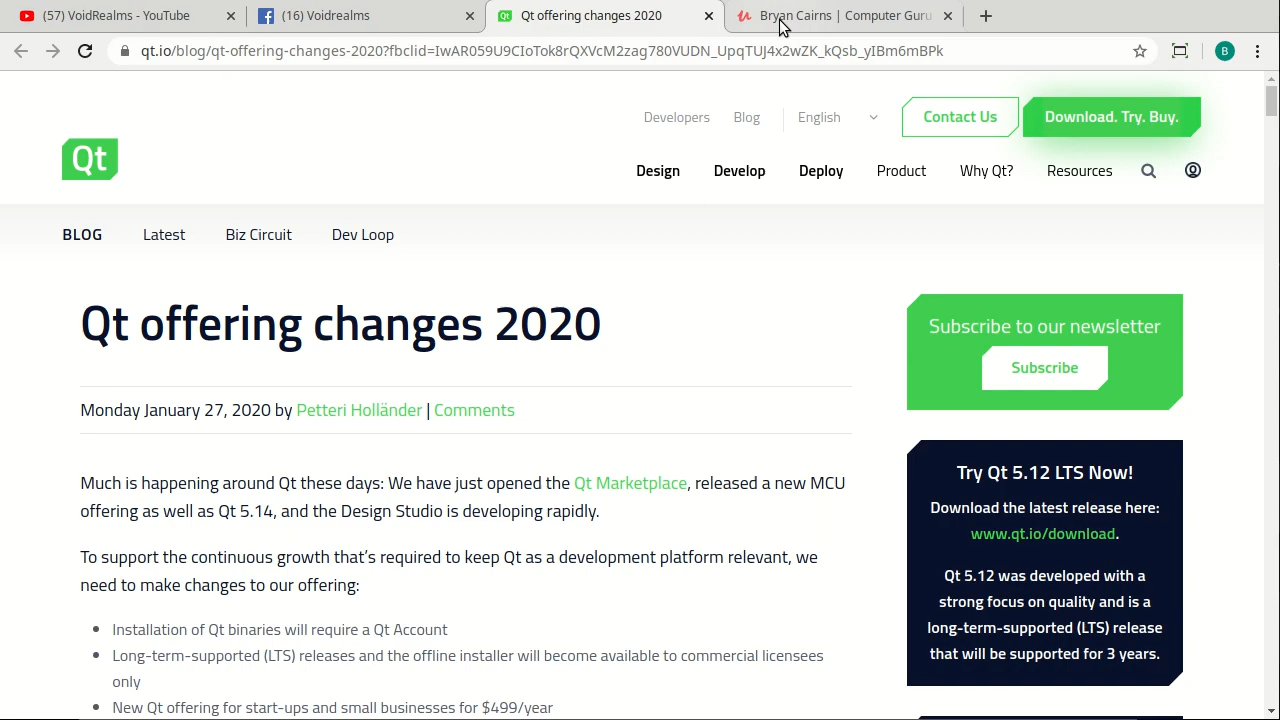 (57) VoidRealms - YouTube
(16) Voidrealms
Qt offering changes 2020
Bryan Cairns | Computer Guru
qt.io/blog/qt-offering-changes-2020?fbclid=IwAR059U9CIoTok8rQXVcM2zag780VUDN_UpqTUJ4x2wZK_kQsb_yIBm6mBPk
B
Developers
Blog
English
Contact Us
Download. Try. Buy.
Qt
Design
Develop
Deploy
Product
Why Qt?
Resources
BLOG
Latest
Biz Circuit
Dev Loop
Qt offering changes 2020
Monday January 27, 2020 by Petteri Holländer | Comments
Much is happening around Qt these days: We have just opened the Qt Marketplace, released a new MCU
offering as well as Qt 5.14, and the Design Studio is developing rapidly.
To support the continuous growth that's required to keep Qt as a development platform relevant, we
need to make changes to our offering:
Installation of Qt binaries will require a Qt Account
Long-term-supported (LTS) releases and the offline installer will become available to commercial licensees
only
New Qt offering for start-ups and small businesses for $499/year
Subscribe to our newsletter
Subscribe
Try Qt 5.12 LTS Now!
Download the latest release here:
www.qt.io/download.
Qt 5.12 was developed with a
strong focus on quality and is a
long-term-supported (LTS) release
that will be supported for 3 years.